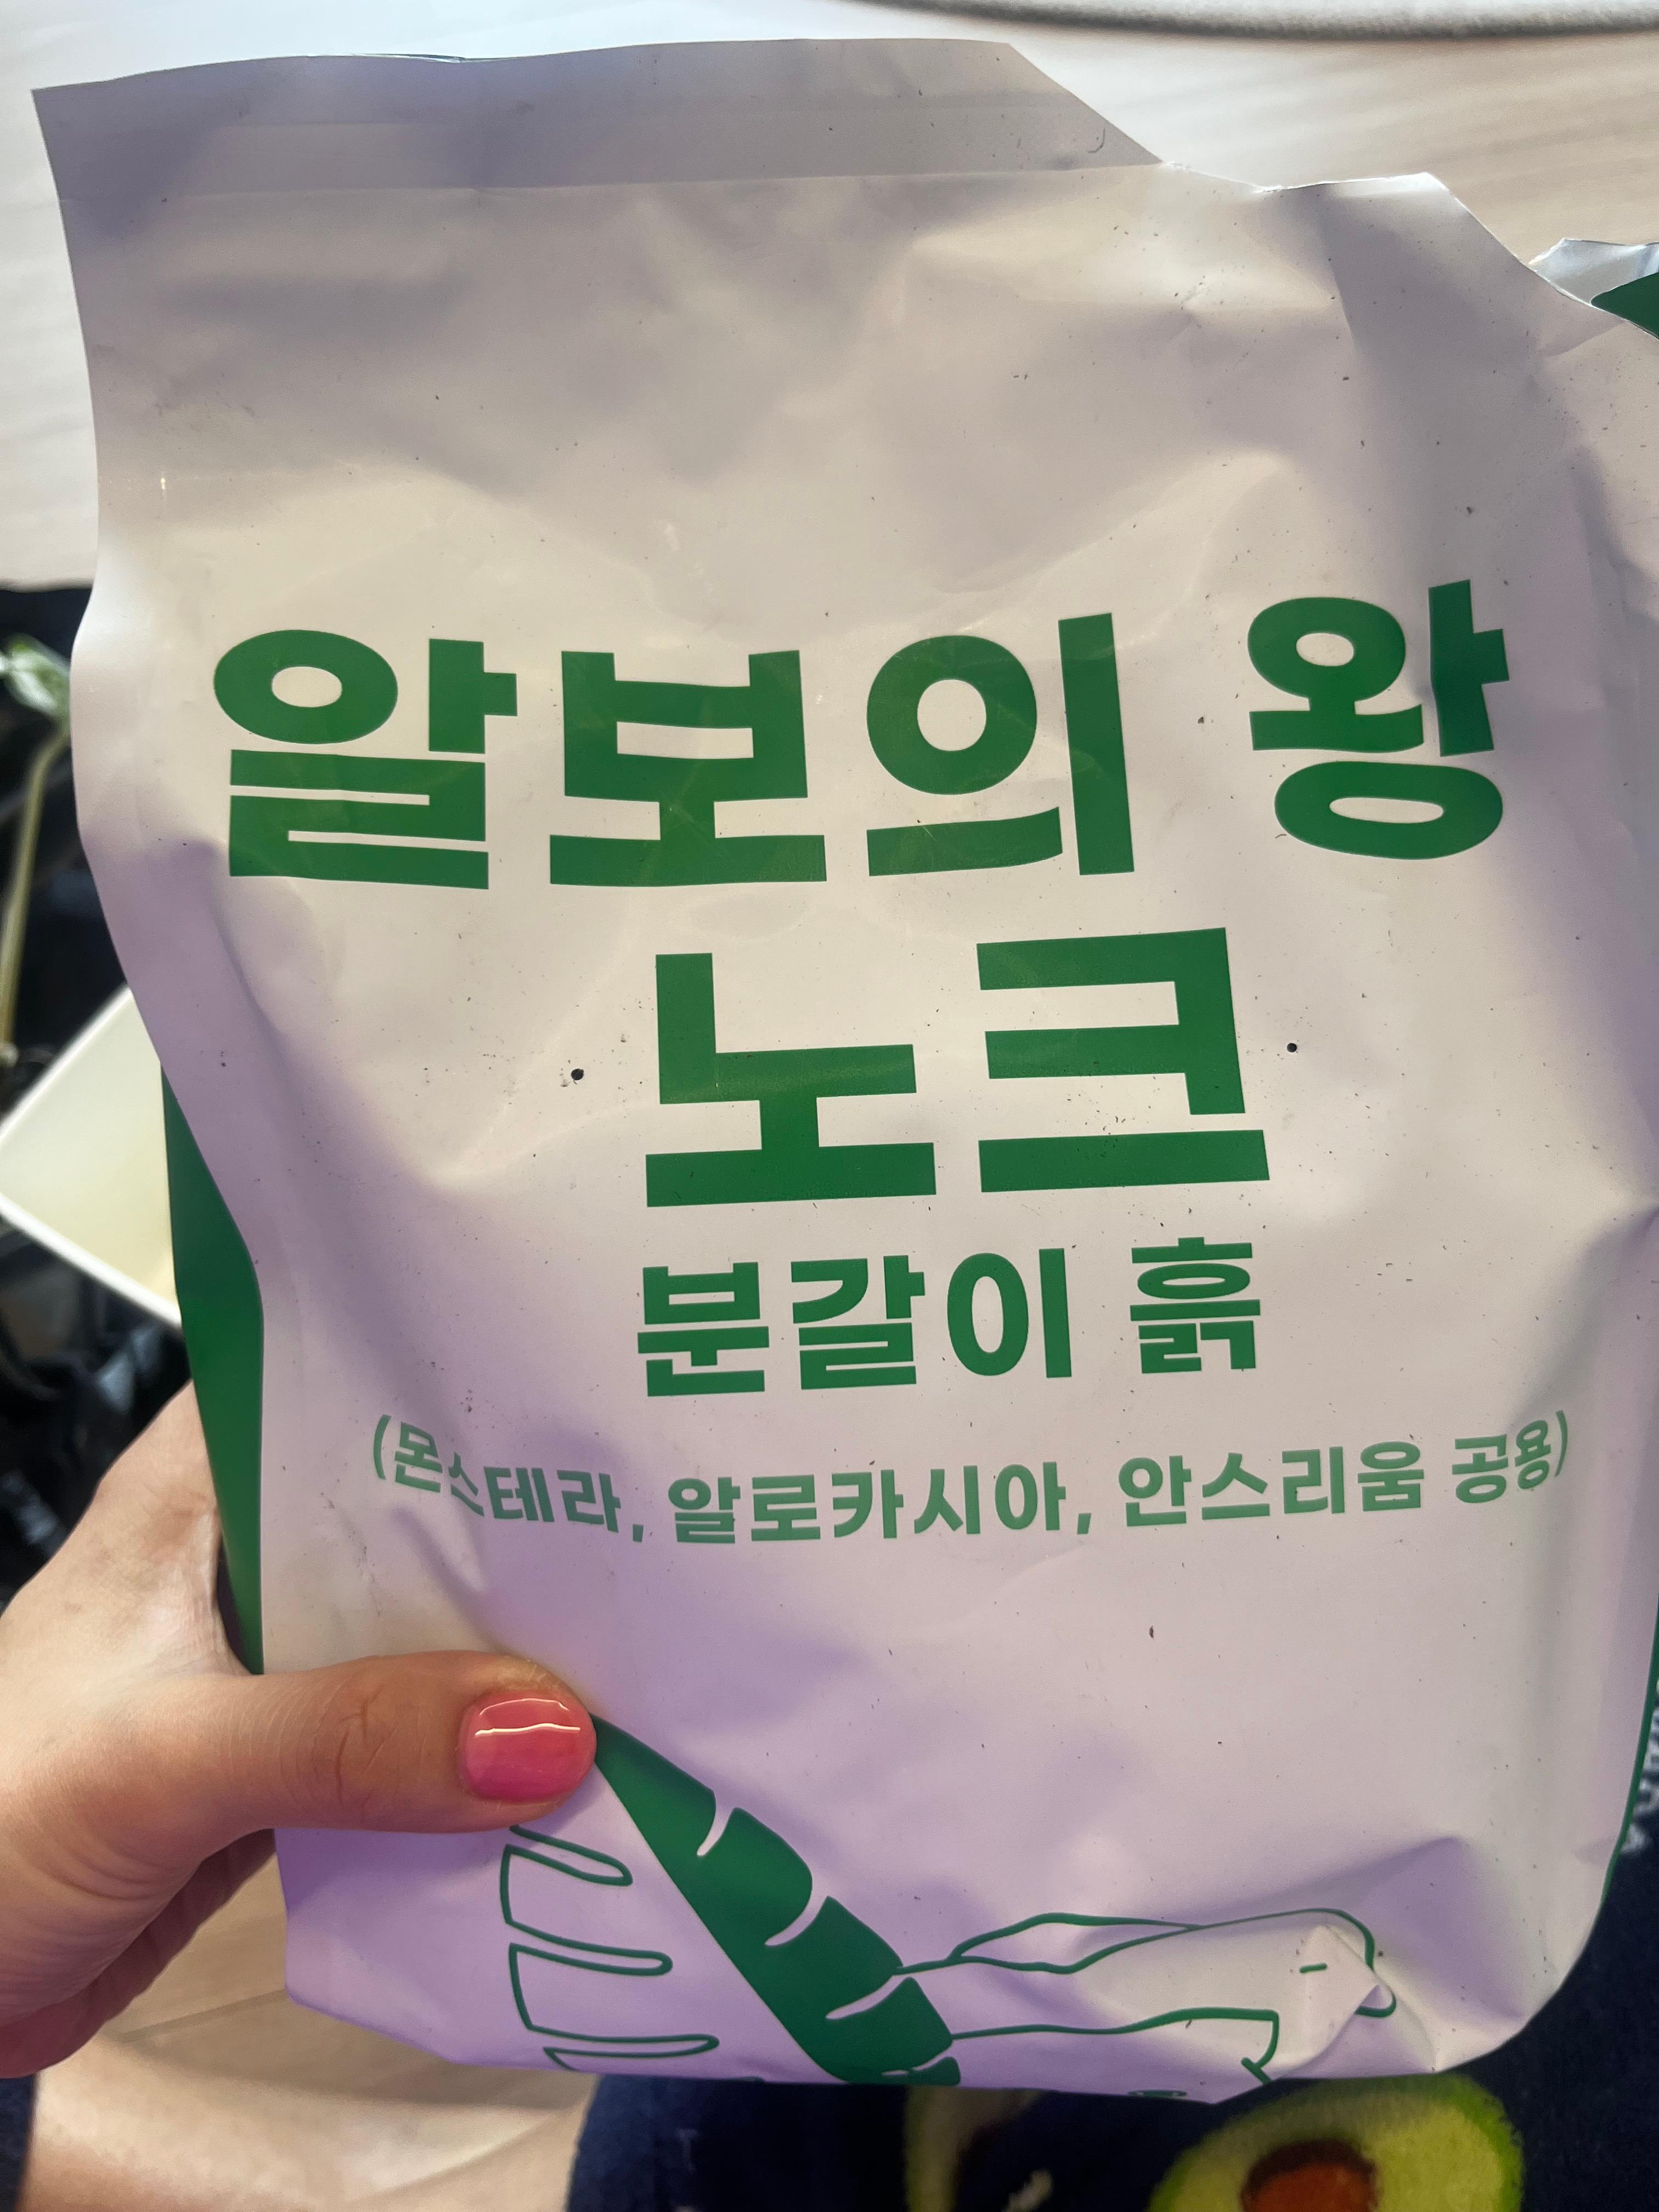 알보의 왕
노크
분갈이 흙
(몬스테라, 알로카시아, 안스리움 공용)